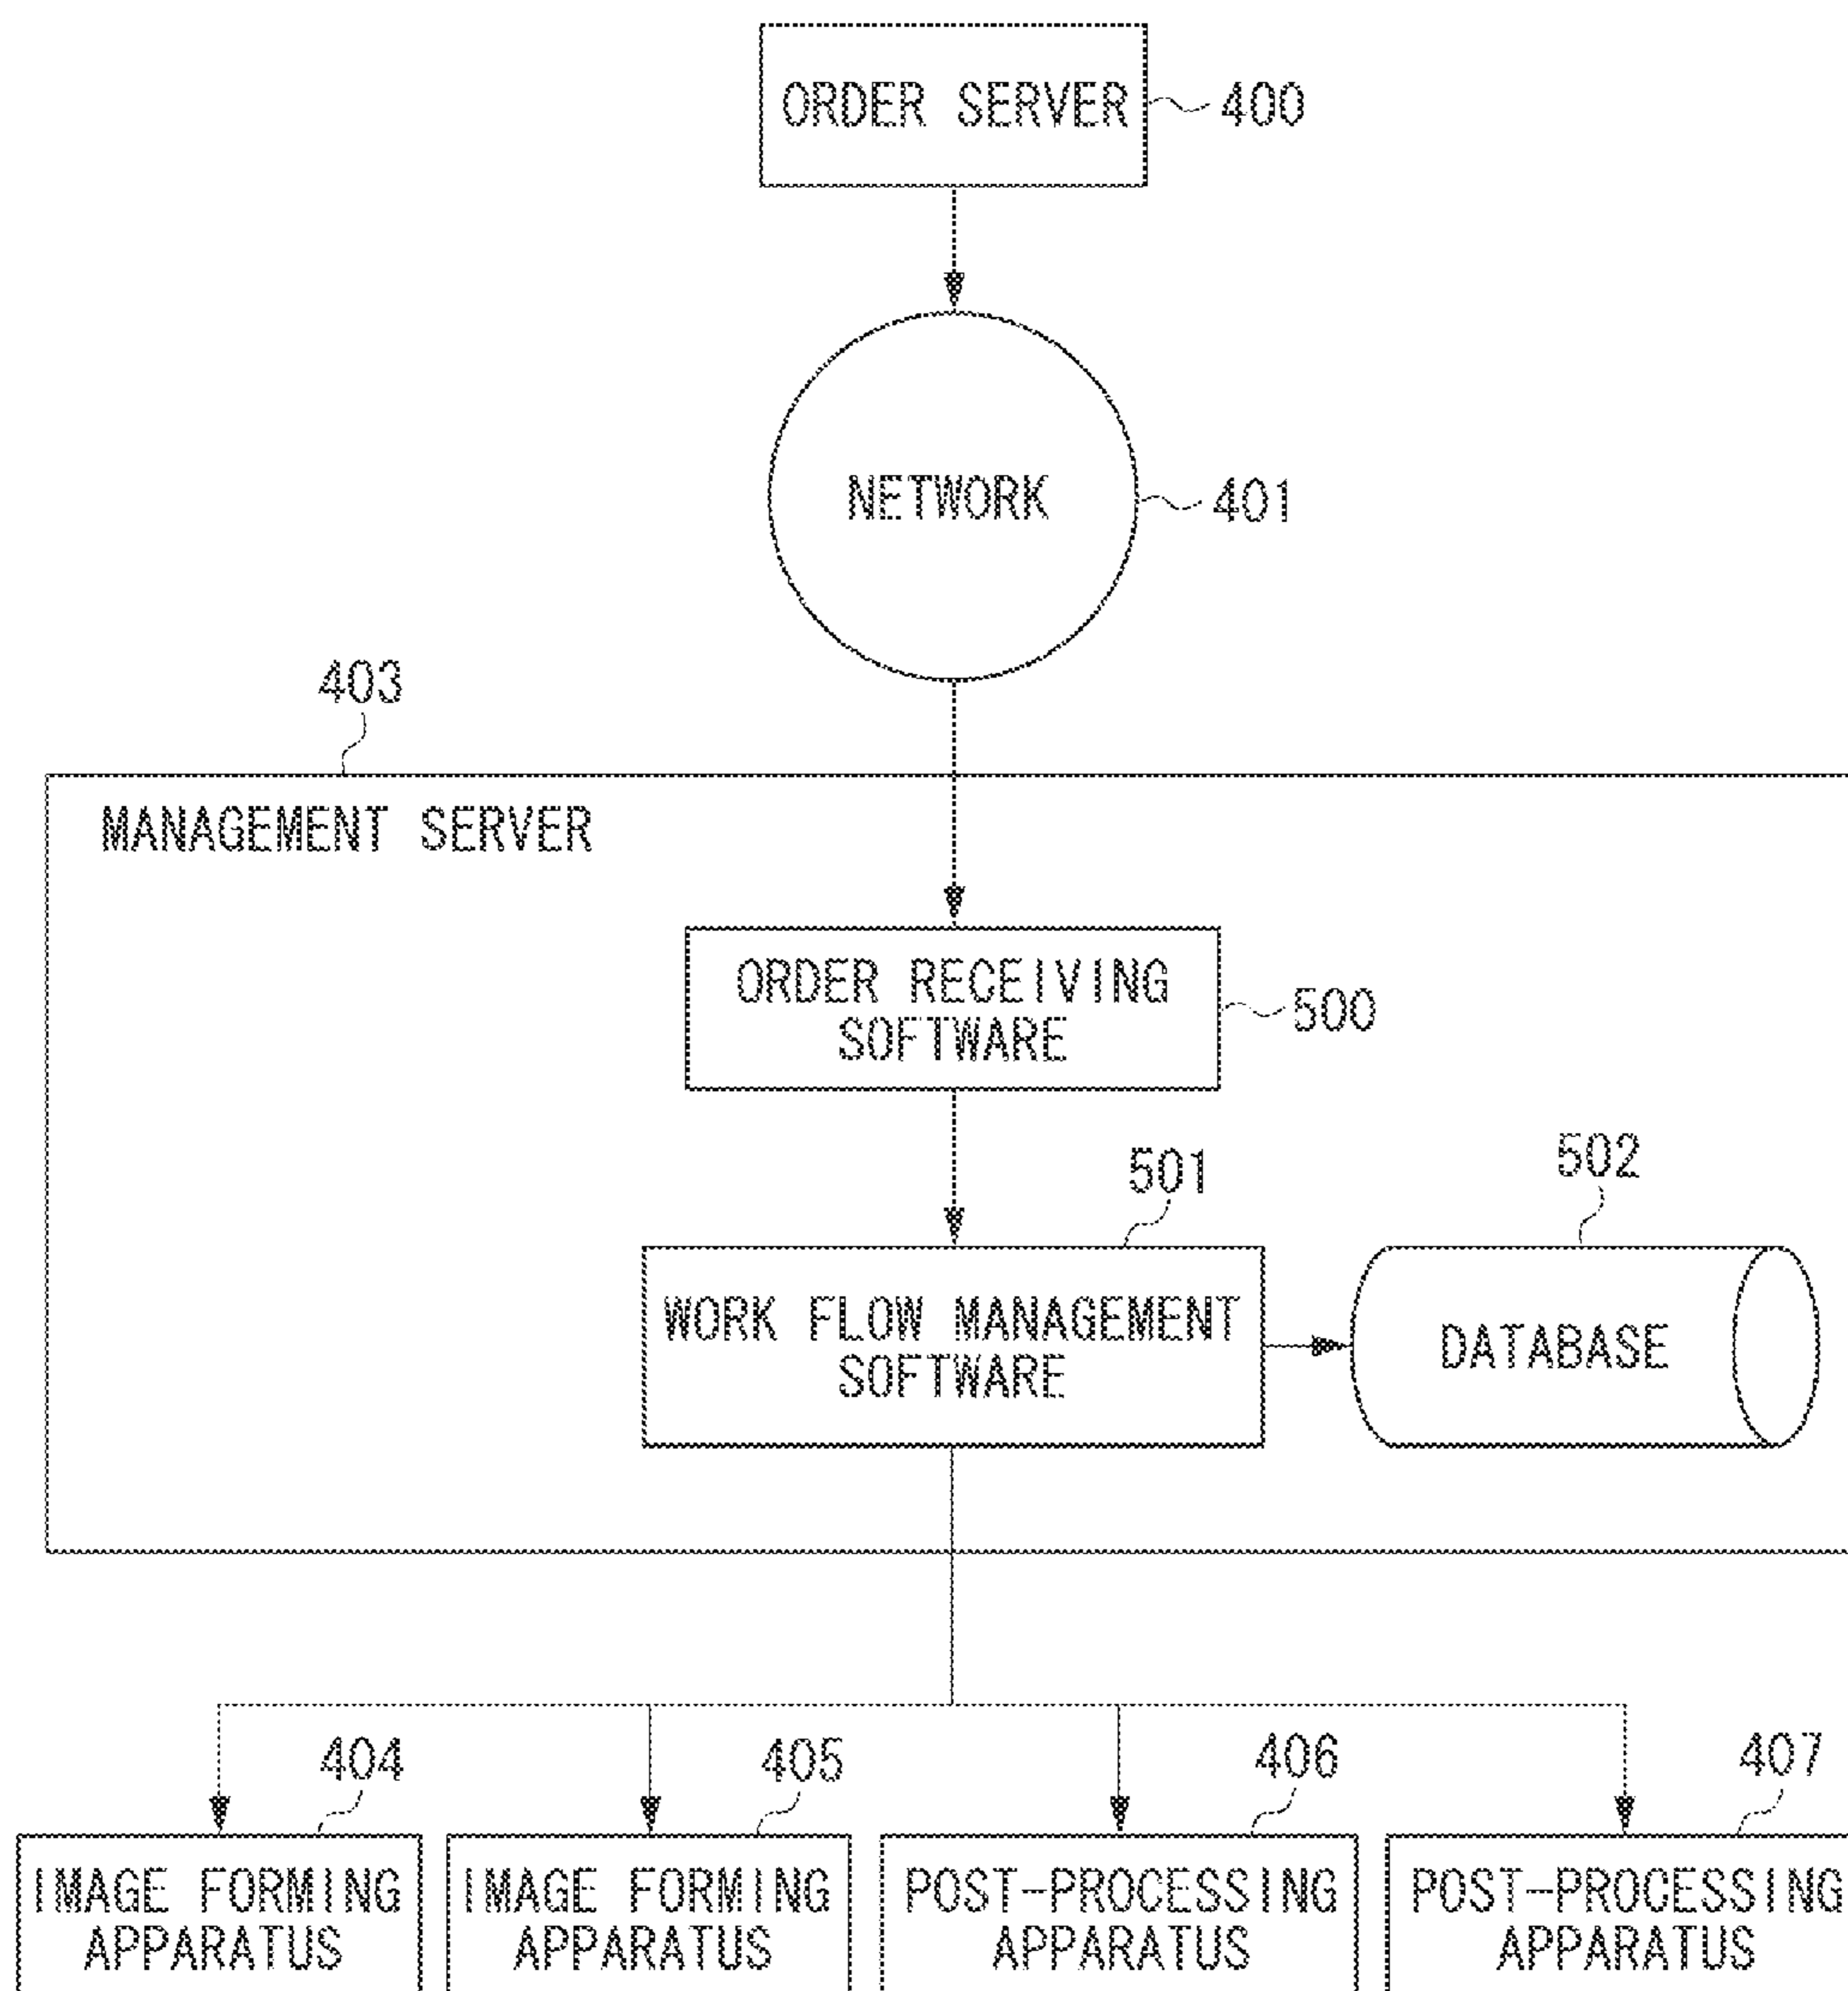 ORDER SERVER
400
NETWORK
401
403
MANAGEMENT SERVER
ORDER RECEIVING
SOFTWARE
500
501
502
WORK FLOW MANAGEMENT
SOFTWARE
DATABASE
404
405
406
407
IMAGE FORMING
APPARATUS
IMAGE FORMING
APPARATUS
POST-PROCESSING
APPARATUS
POST-PROCESSING
APPARATUS